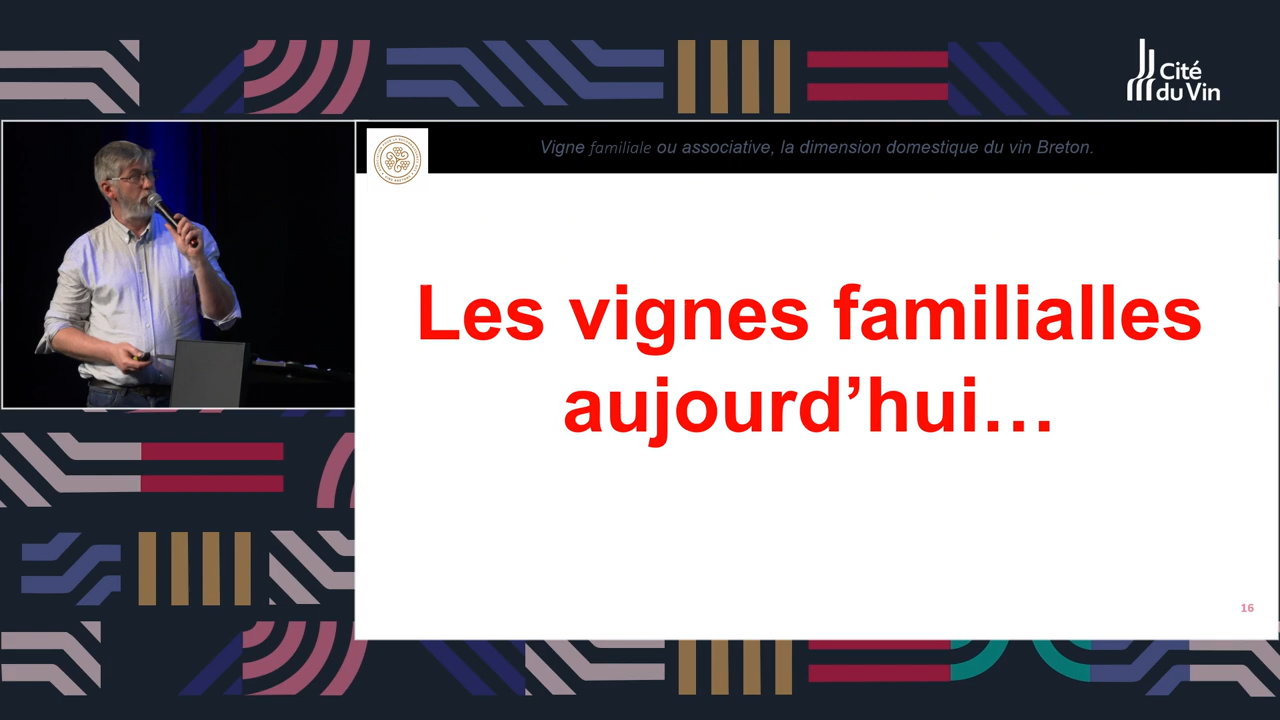 Cité
du Vin
Vigne familiale ou associative, la dimension domestique du vin Breton.
Les vignes familialles
aujourd’hui…
16